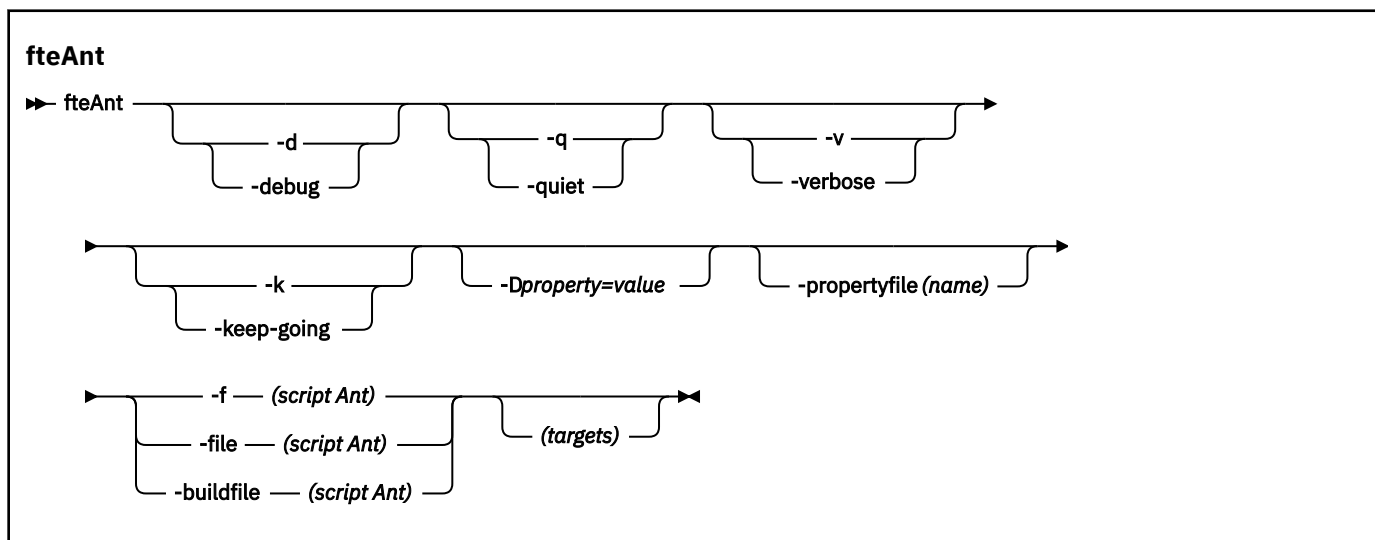 fteAnt
fteAnt
-d -q -v
-debug -quiet -verbose
-k -Dproperty=value -propertyfile (name)
-keep-going
-f (script Ant)
-file (script Ant) (targets)
-buildfile (script Ant)